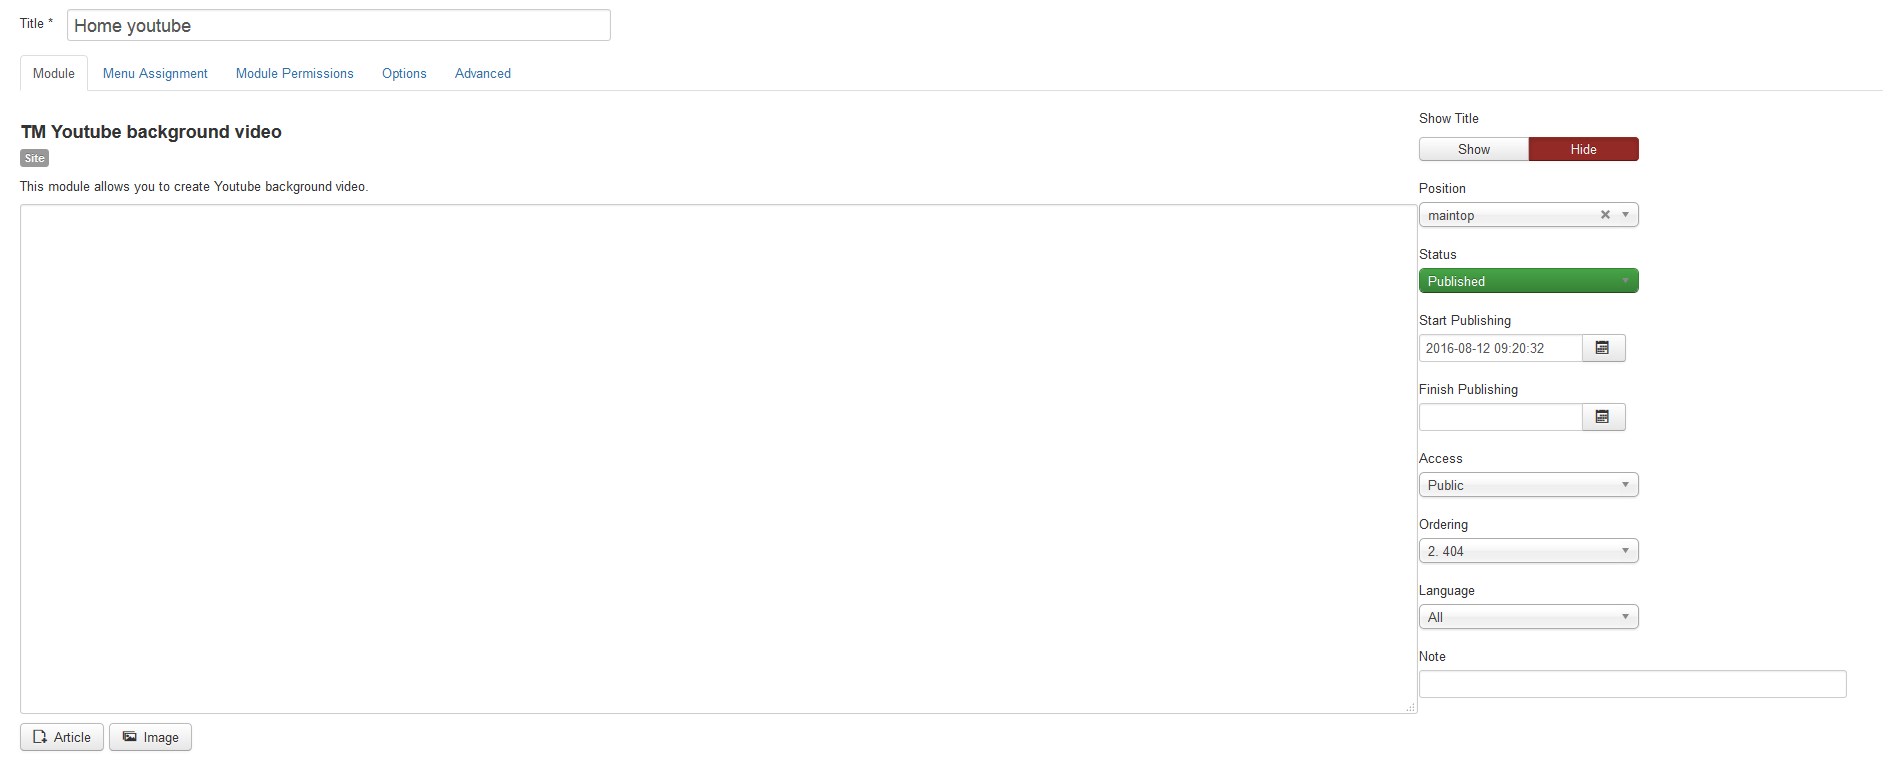 Title *
Home youtube
Module
Menu Assignment
Module Permissions
Options
Advanced
TM Youtube background video
Site
This module allows you to create Youtube background video.
Article
Image
Show Title
Show
Hide
Position
maintop
Status
Published
Start Publishing
2016-08-12 09:20:32
Finish Publishing
Access
Public
Ordering
2. 404
Language
All
Note